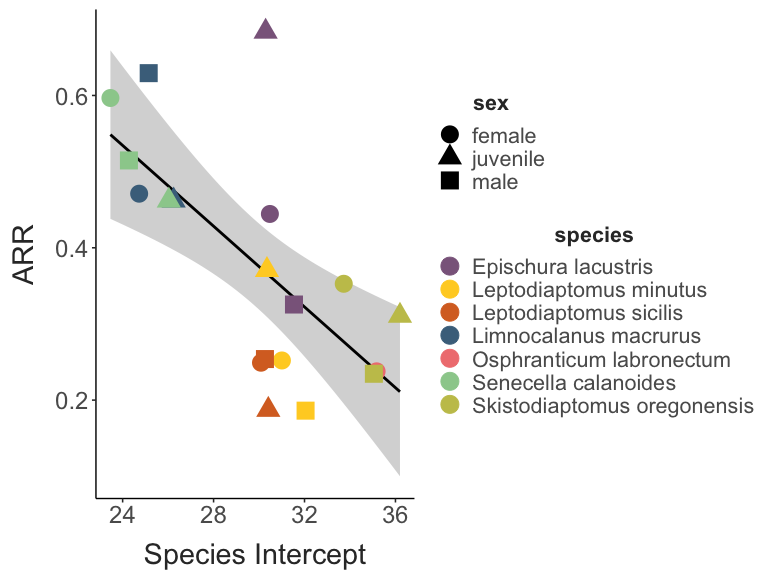 ARR
0.6
0.4
0.2
24 28 32 36
Species Intercept
sex
female
juvenile
male
species
Epischura lacustris
Leptodiaptomus minutus
Leptodiaptomus sicilis
Limnocalanus macrurus
Osphranticum labronectum
Senecella calanoides
Skistodiaptomus oregonensis